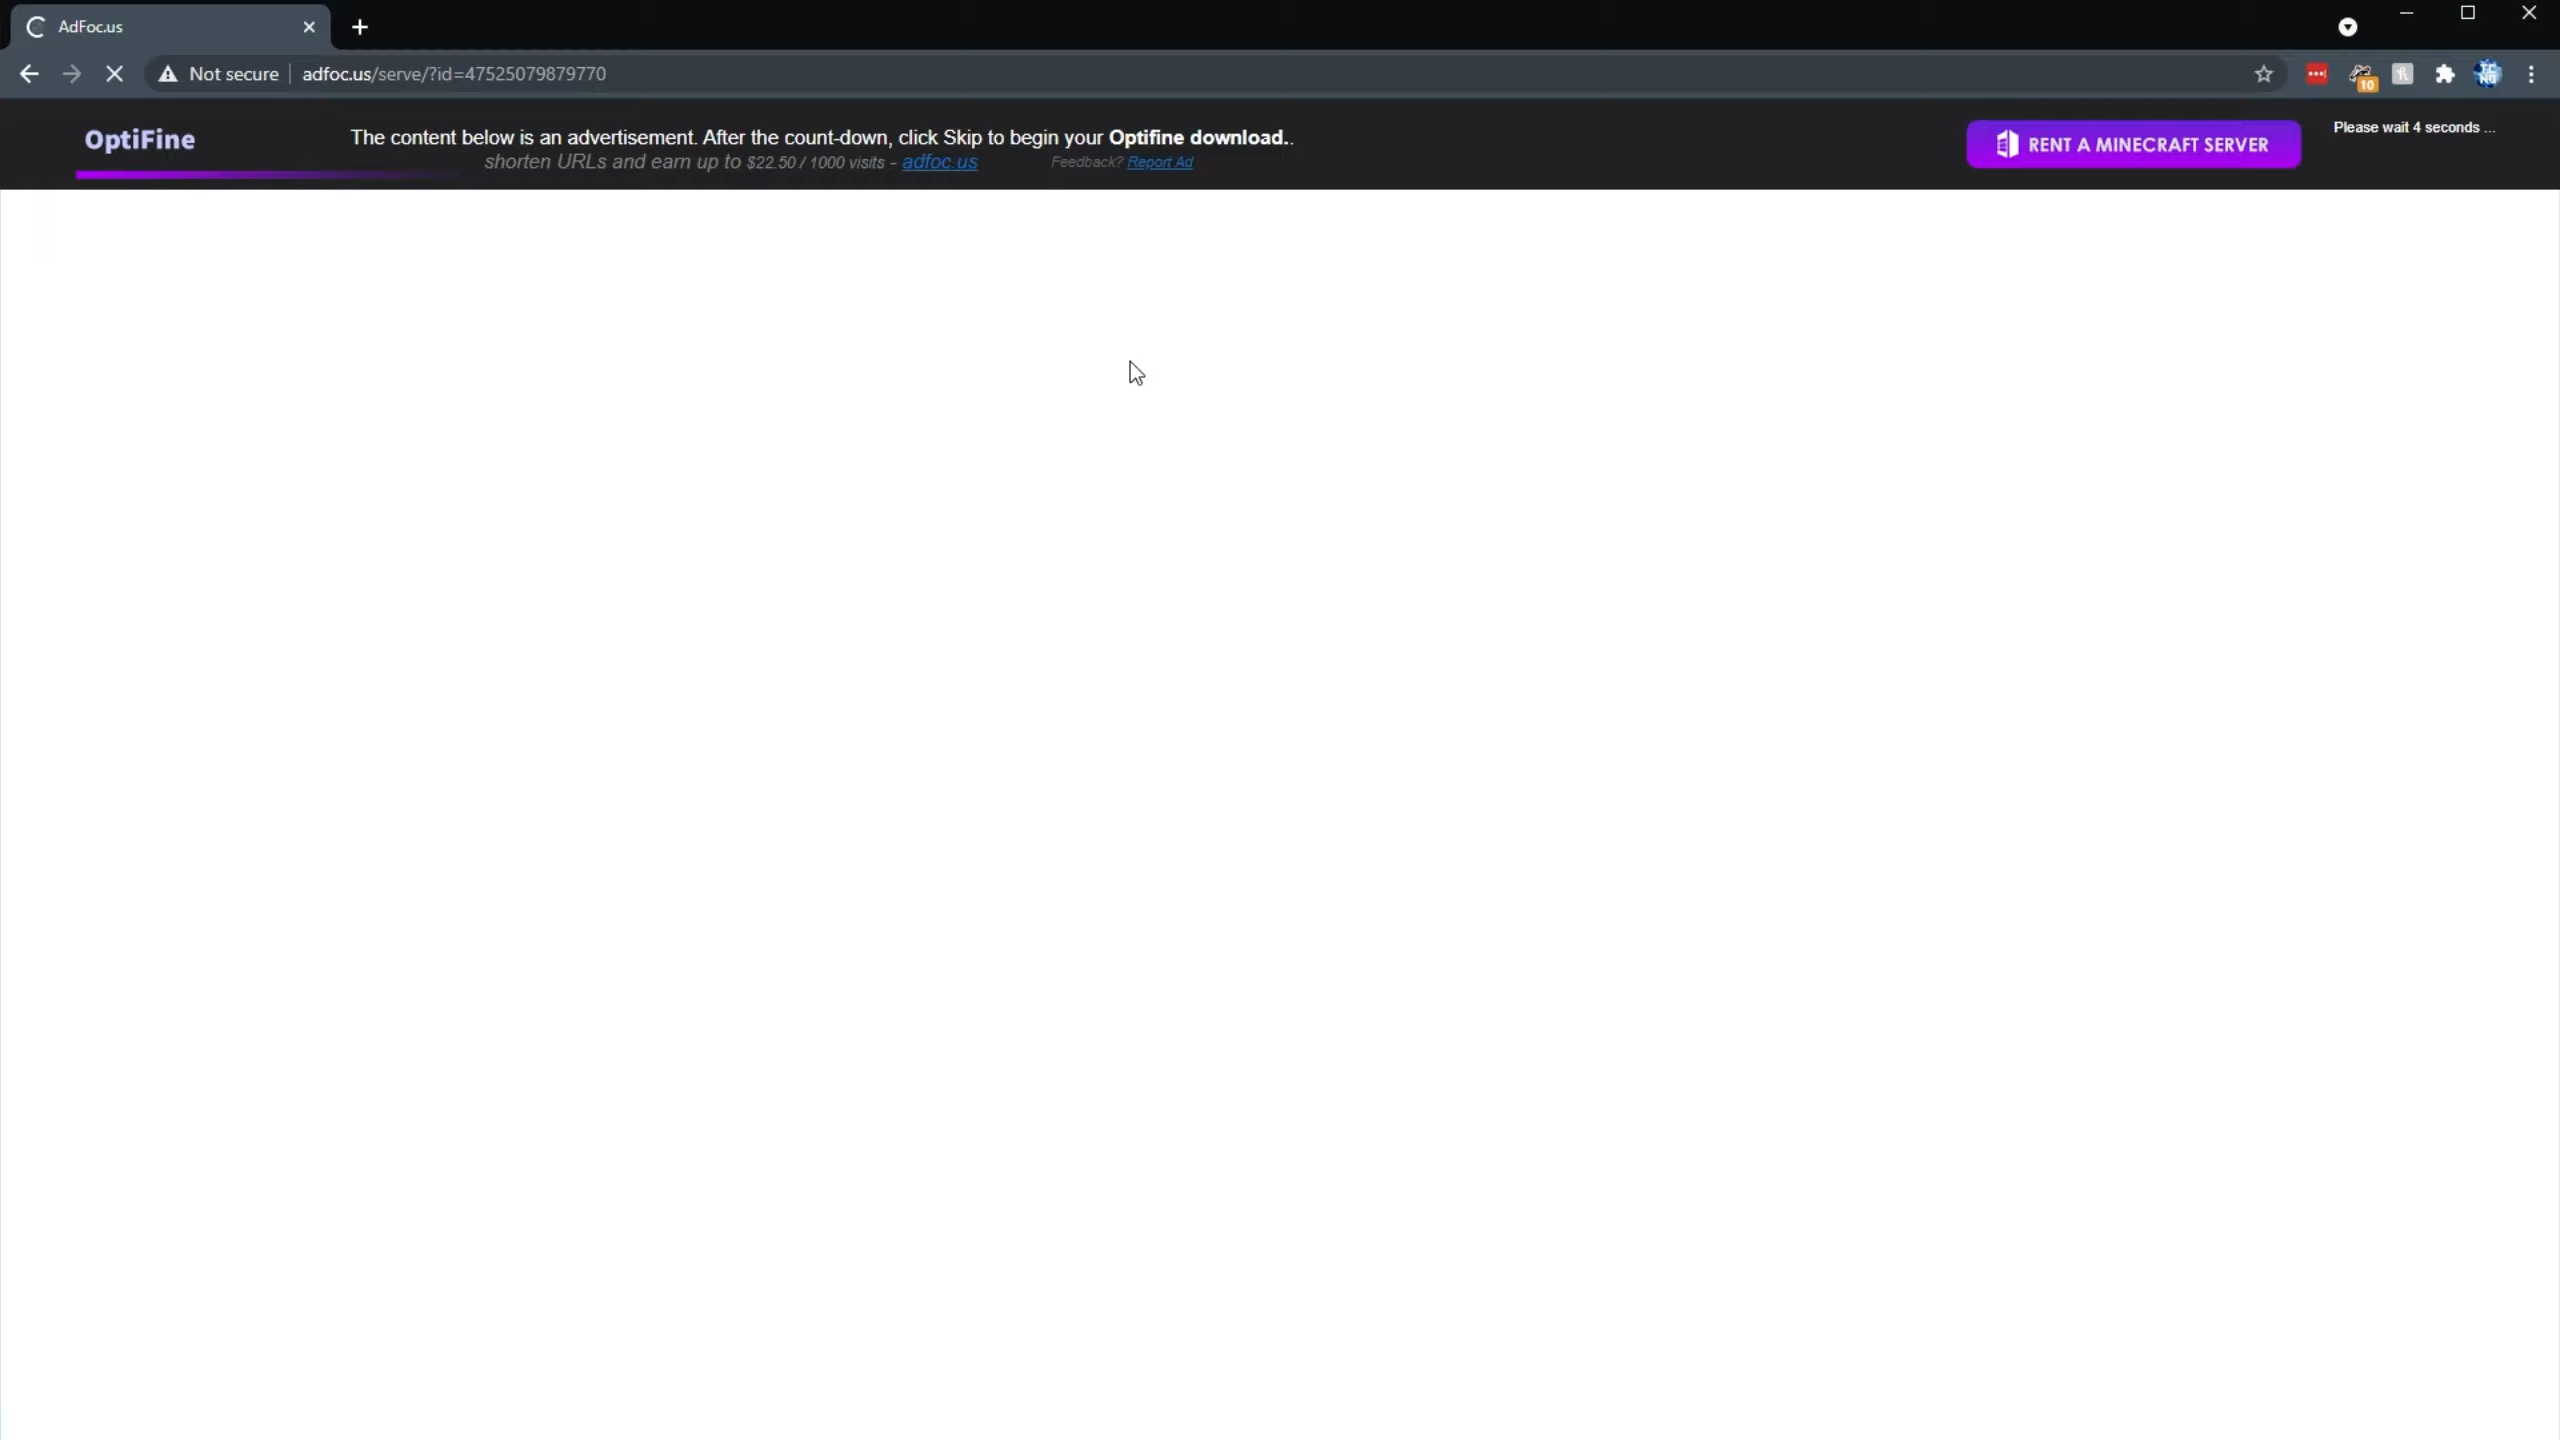 AdFoc.us
Not secure
adfoc.us/serve/?id=47525079879770
10
OptiFine
The content below is an advertisement. After the count-down, click Skip to begin your Optifine download..
shorten URLs and earn up to $22.50 / 1000 visits - adfoc.us
Feedback? Report Ad
RENT A MINECRAFT SERVER
Please wait 4 seconds ...